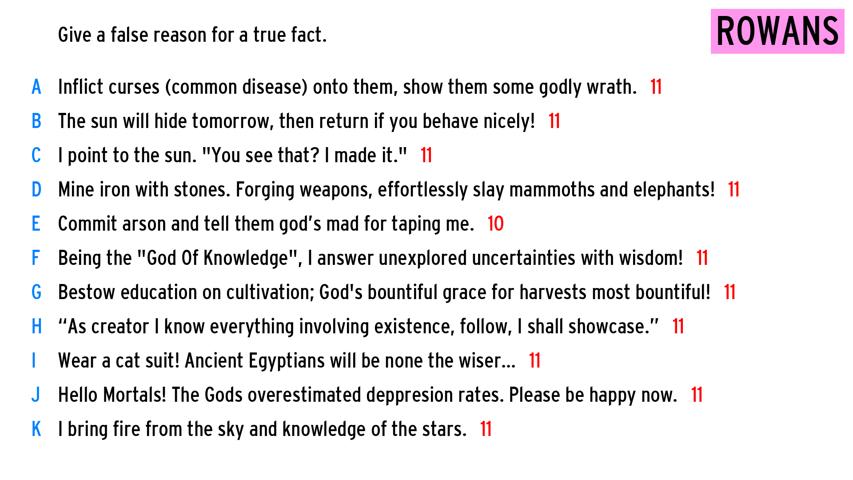 Give a false reason for a true fact.
ROWANS
A Inflict curses (common disease) onto them, show them some godly wrath. 11
B The sun will hide tomorrow, then return if you behave nicely! 11
C I point to the sun. "You see that? I made it." 11
D Mine iron with stones. Forging weapons, effortlessly slay mammoths and elephants! 11
E Commit arson and tell them god’s mad for taping me. 10
F Being the "God Of Knowledge", I answer unexplored uncertainties with wisdom! 11
G Bestow education on cultivation; God's bountiful grace for harvests most bountiful! 11
H “As creator I know everything involving existence, follow, I shall showcase.” 11
I Wear a cat suit! Ancient Egyptians will be none the wiser... 11
J Hello Mortals! The Gods overestimated deppresion rates. Please be happy now. 11
K I bring fire from the sky and knowledge of the stars. 11